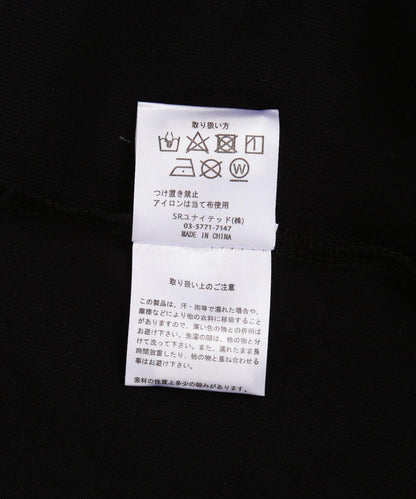 取り扱い方
W
つけ置き禁止
アイロンは当て布使用
SRユナイテッド(株)
03-5771-7147
MADE IN CHINA
取り扱い上のご注意
この製品は、汗・雨等で濡れた場合や、
摩擦などにより他の衣料に移染すること
がありますので、薄い色の物との併用は
お避け下さい。洗濯の際は、他の物と分
けて洗って下さい。また、濡れたまま長
時間放置したり、他の物と重ね合わせる
事はお避け下さい。
素材の性質上多少の縮みがあります。